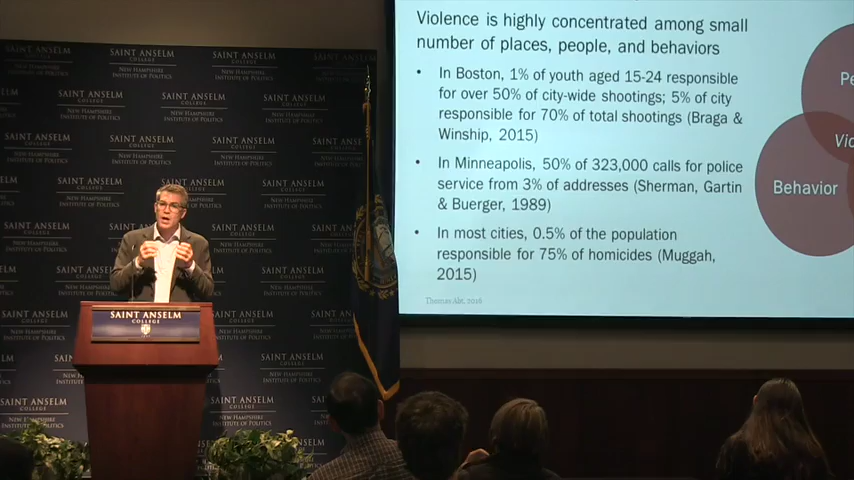 Violence is highly concentrated among small
number of places, people, and behaviors
• In Boston, 1% of youth aged 15-24 responsible
for over 50% of city-wide shootings; 5% of city
responsible for 70% of total shootings (Braga &
Winship, 2015)
• In Minneapolis, 50% of 323,000 calls for police
service from 3% of addresses (Sherman, Gartin
& Buerger, 1989)
• In most cities, 0.5% of the population
responsible for 75% of homicides (Muggah,
2015)
Thomas Abt, 2016
Pe
Vio
Behavior
SAINT ANSELM
COLLEGE
NEW HAMPSHIRE
INSTITUTE OF POLITICS
SAINT ANSELM
COLLEGE